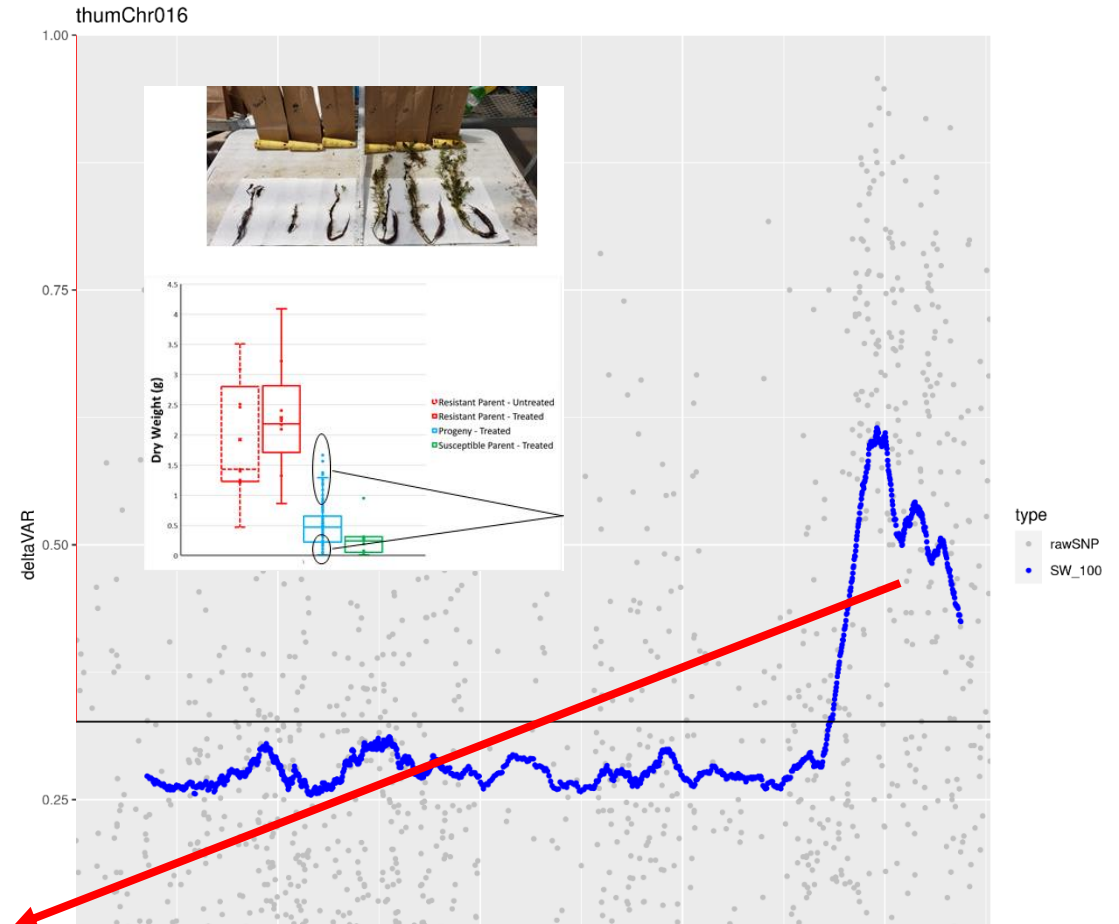 thumChr016
1.00
0.75
0.50
0.25
deltaVAR
4.5
4
3.5
3
2.5
2
1.5
1
0.5
0
Dry Weight (g)
Resistant Parent - Untreated
Resistant Parent - Treated
Progeny - Treated
Susceptible Parent - Treated
type
rawSNP
SW_100